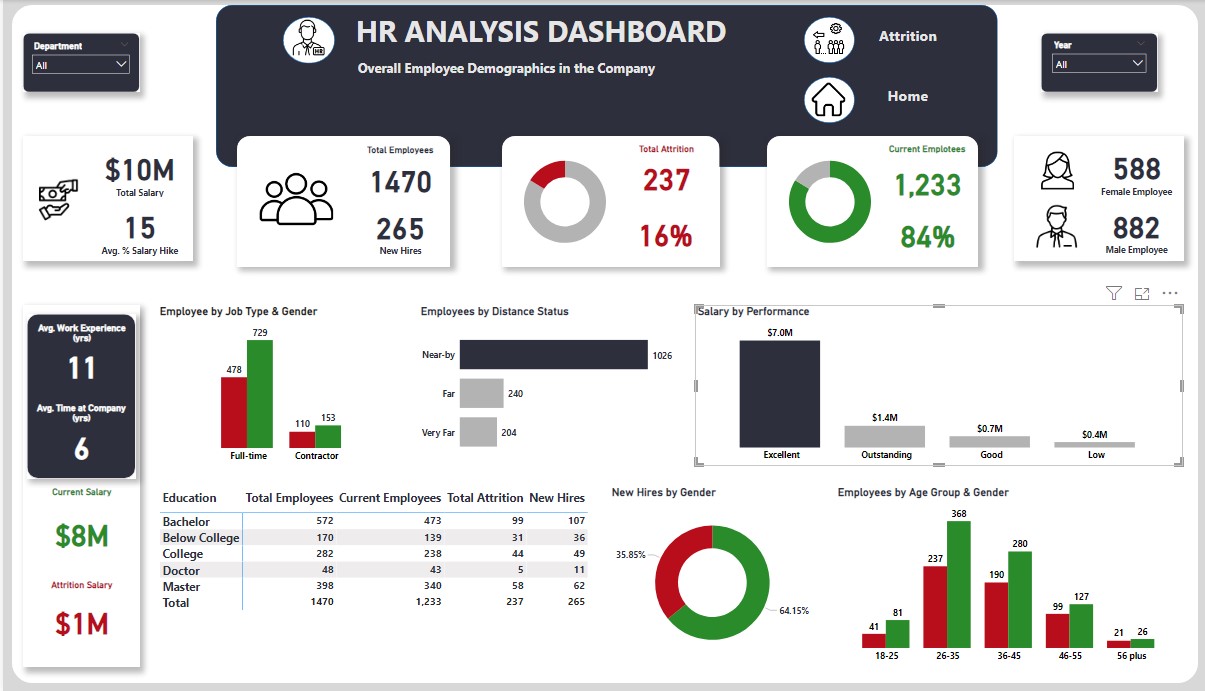 Department
All
HR
HR ANALYSIS DASHBOARD
Overall Employee Demographics in the Company
Attrition
Home
Year
All
$10M
Total Salary
15
Avg. % Salary Hike
Total Employees
1470
265
New Hires
Total Attrition
237
16%
Current Emplotees
1,233
84%
588
Female Employee
882
Male Employee
Avg. Work Experience
(yrs)
11
Avg. Time at Company
(yrs)
6
Current Salary
$8M
Attrition Salary
$1M
Employee by Job Type & Gender
729
478
110 153
Full-time Contractor
Employees by Distance Status
Near-by 1026
Far 240
Very Far 204
Salary by Performance
$7.0M
$1.4M
$0.7M
$0.4M
Excellent Outstanding Good Low
Education Total Employees Current Employees Total Attrition New Hires
Bachelor 572 473 99 107
Below College 170 139 31 36
College 282 238 44 49
Doctor 48 43 5 11
Master 398 340 58 62
Total 1470 1,233 237 265
New Hires by Gender
35.85%
64.15%
Employees by Age Group & Gender
368
237
280
190
41 81
99 127
21 26
18-25 26-35 36-45 46-55 56 plus